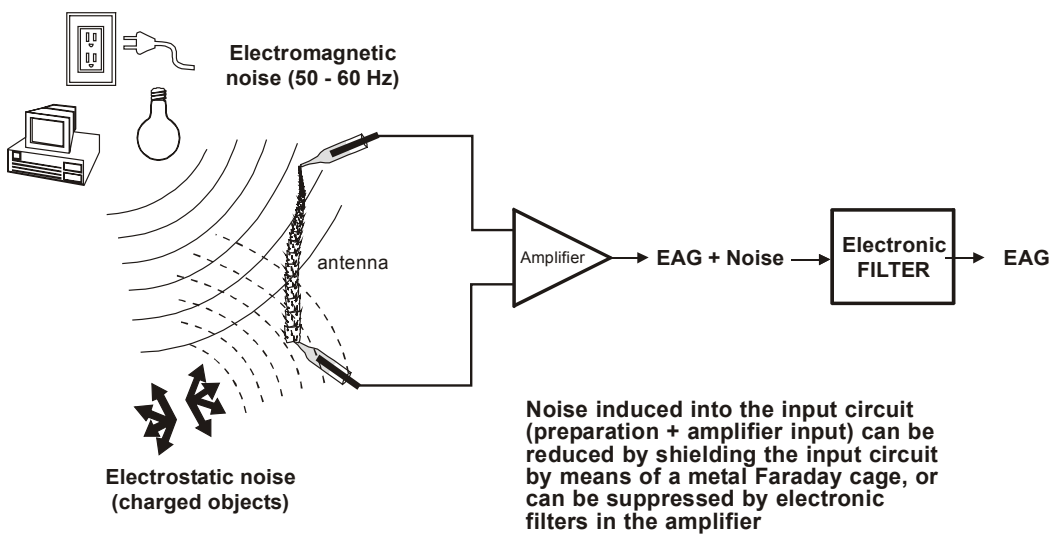 Electromagnetic
noise (50 - 60 Hz)
antenna
Amplifier
EAG + Noise
Electronic
FILTER
EAG
Electrostatic noise
(charged objects)
Noise induced into the input circuit
(preparation + amplifier input) can be
reduced by shielding the input circuit
by means of a metal Faraday cage, or
can be suppressed by electronic
filters in the amplifier